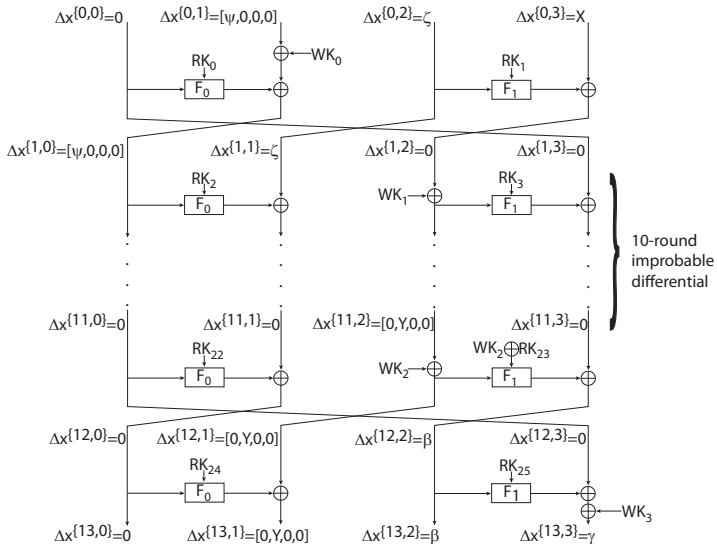 Δx{0,0}=0 Δx{0,1}=[ψ,0,0,0] Δx{0,2}=ζ Δx{0,3}=X
WK0
RK0 RK1
F0 F1
Δx{1,0}=[ψ,0,0,0] Δx{1,1}=ζ Δx{1,2}=0 Δx{1,3}=0
RK2 WK1 RK3
F0 F1
10-round
improbable
differential
Δx{11,0}=0 Δx{11,1}=0 Δx{11,2}=[0,Y,0,0] Δx{11,3}=0
RK22 WK2 WK2 RK23
F0 F1
Δx{12,0}=0 Δx{12,1}=[0,Y,0,0] Δx{12,2}=β Δx{12,3}=0
RK24 RK25
F0 F1
WK3
Δx{13,0}=0 Δx{13,1}=[0,Y,0,0] Δx{13,2}=β Δx{13,3}=γ